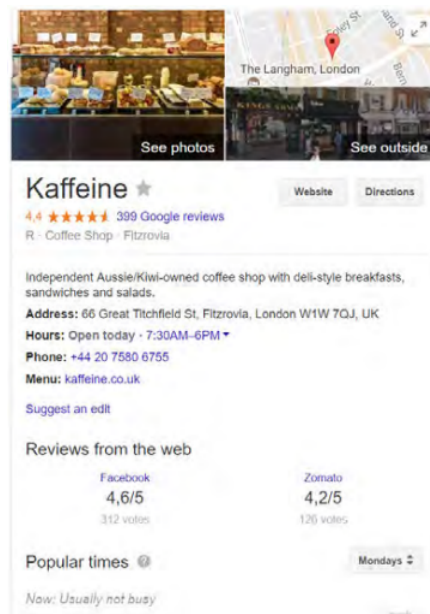 Foley St
The Langham, London
KINGS ARMS
See photos
See outside
Kaffeine
Website
Directions
4,4 399 Google reviews
R · Coffee Shop · Fitzrovia
Independent Aussie/Kiwi-owned coffee shop with deli-style breakfasts,
sandwiches and salads.
Address: 66 Great Titchfield St, Fitzrovia, London W1W 7QJ, UK
Hours: Open today · 7:30AM–6PM
Phone: +44 20 7580 6755
Menu: kaffeine.co.uk
Suggest an edit
Reviews from the web
Facebook
Zomato
4,6/5
4,2/5
312 votes
126 votes
Popular times
Mondays
Now: Usually not busy